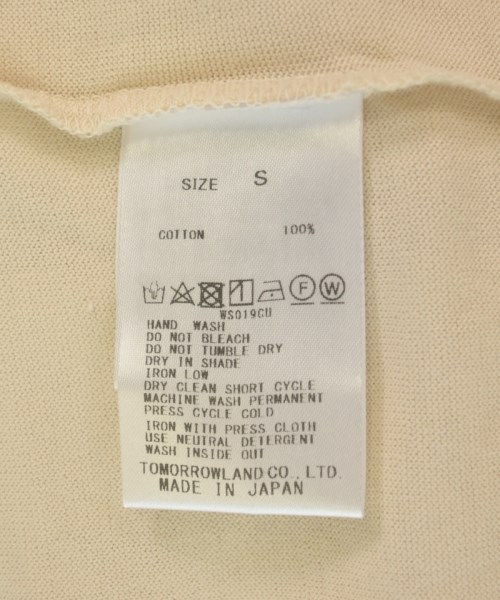 SIZE S
COTTON 100%
F W
WS019CU
HAND WASH
DO NOT BLEACH
DO NOT TUMBLE DRY
DRY IN SHADE
IRON LOW
DRY CLEAN SHORT CYCLE
MACHINE WASH PERMANENT
PRESS CYCLE COLD
IRON WITH PRESS CLOTH
USE NEUTRAL DETERGENT
WASH INSIDE OUT
TOMORROWLAND CO., LTD.
MADE IN JAPAN